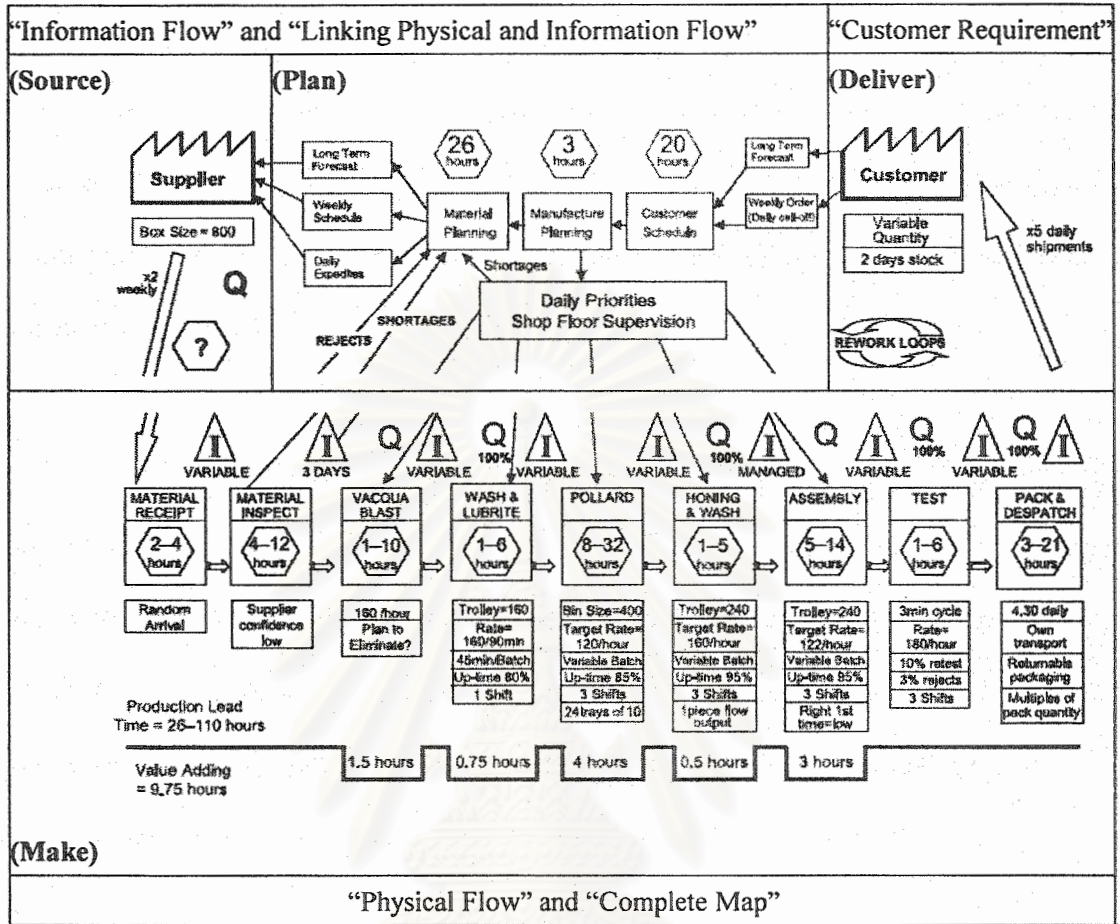 “Information Flow” and “Linking Physical and Information Flow”
“Customer Requirement”
(Source)
(Plan)
(Deliver)
Supplier
Box Size = 800
x2
weekly
Q
?
Long Term
Forecast
Weekly
Schedule
Daily
Expedites
26
hours
3
hours
20
hours
Material
Planning
Manufacture
Planning
Customer
Schedule
Long Term
Forecast
Weekly Order
(Daily call-off)
Shortages
Daily Priorities
Shop Floor Supervision
SHORTAGES
REJECTS
Customer
Variable
Quantity
2 days stock
x5 daily
shipments
REWORK LOOPS
I
VARIABLE
I
3 DAYS
Q
I
VARIABLE
Q
100%
I
VARIABLE
I
VARIABLE
Q
100%
I
MANAGED
Q
I
VARIABLE
Q
100%
I
VARIABLE
Q
100%
I
MATERIAL
RECEIPT
2–4
hours
Random
Arrival
MATERIAL
INSPECT
4–12
hours
Supplier
confidence
low
VACQUA
BLAST
1–10
hours
160 /hour
Plan to
Eliminate?
WASH &
LUBRITE
1–6
hours
Trolley=160
Rate=
160/90min
45min/Batch
Up-time 80%
1 Shift
POLLARD
8–32
hours
Bin Size=400
Target Rate=
120/hour
Variable Batch
Up-time 85%
3 Shifts
24trays of 10
HONING
& WASH
1–5
hours
Trolley=240
Target Rate=
160/hour
Variable Batch
Up-time 95%
3 Shifts
1piece flow
output
ASSEMBLY
5–14
hours
Trolley=240
Target Rate=
122/hour
Variable Batch
Up-time 85%
3 Shifts
Right 1st
time=low
TEST
1–6
hours
3min cycle
Rate=
180/hour
10% retest
3% rejects
3 Shifts
PACK &
DESPATCH
3–21
hours
4.30 daily
Own
transport
Returnable
packaging
Multiples of
pack quantity
Production Lead
Time = 26–110 hours
Value Adding
= 9.75 hours
1.5 hours
0.75 hours
4 hours
0.5 hours
3 hours
(Make)
“Physical Flow” and “Complete Map”